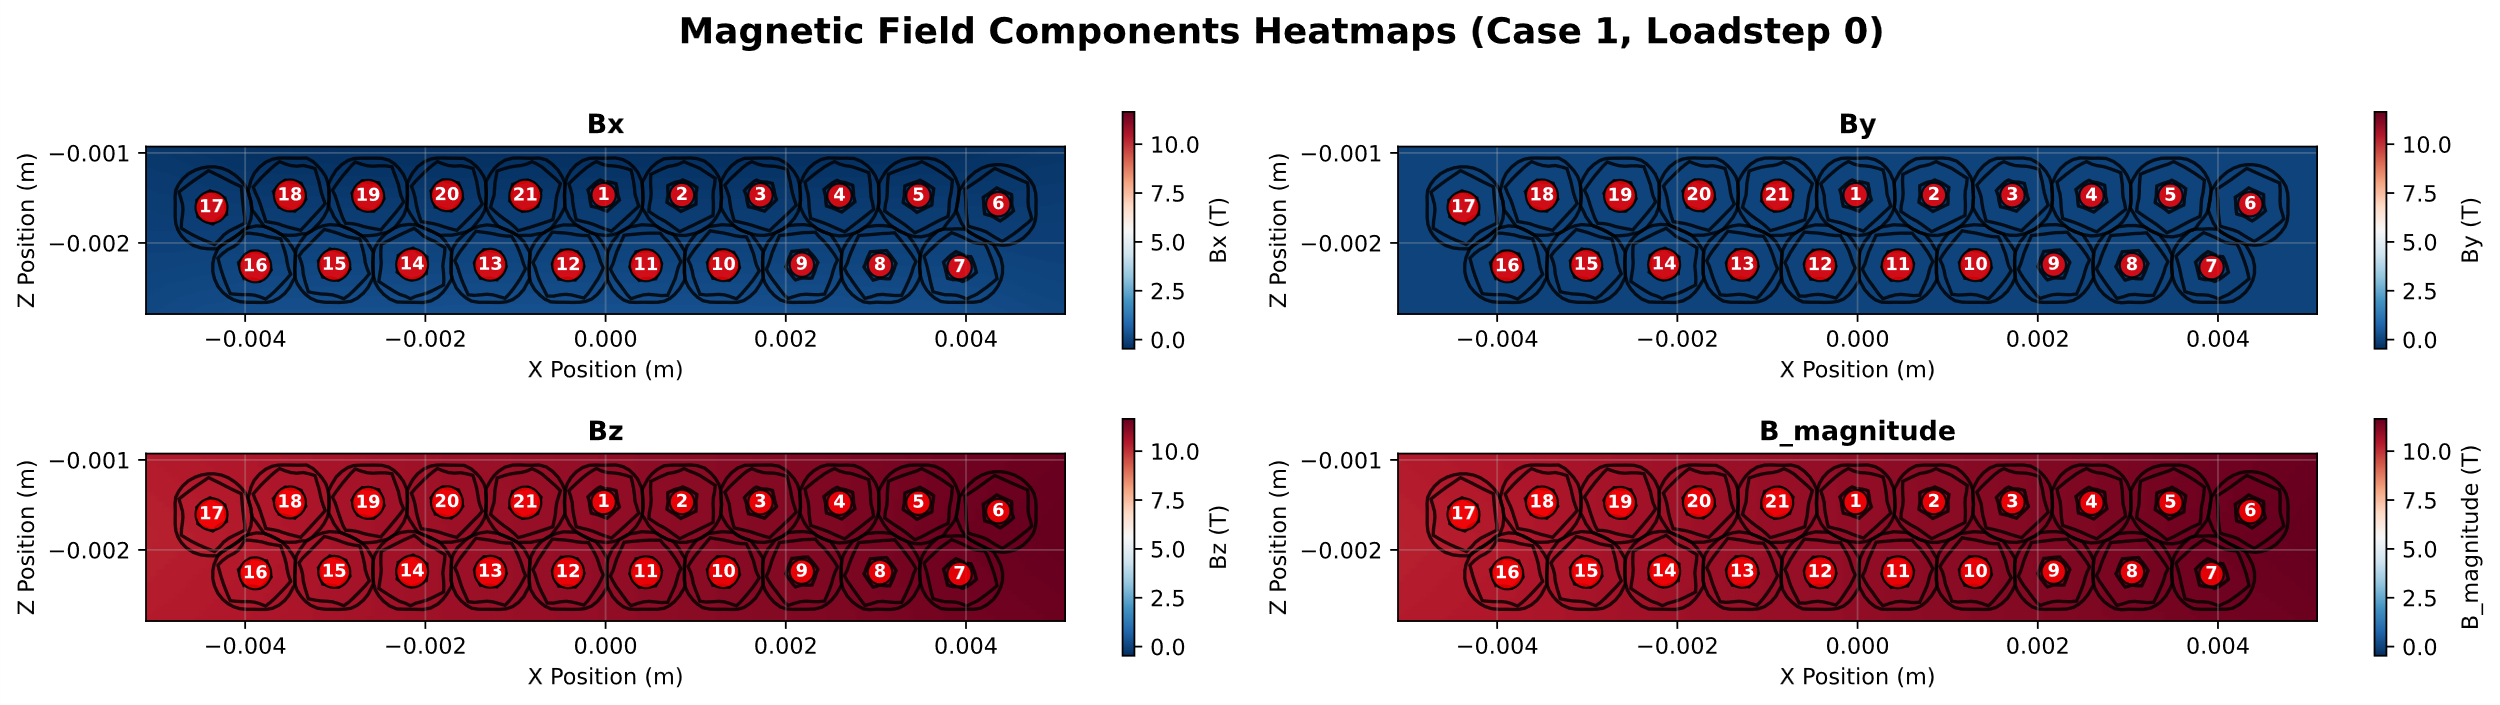 Magnetic Field Components Heatmaps (Case 1, Loadstep 0)
Bx
−0.001
−0.002
Z Position (m)
17 18 19 20 21 1 2 3 4 5 6
16 15 14 13 12 11 10 9 8 7
−0.004 −0.002 0.000 0.002 0.004
X Position (m)
10.0
7.5
5.0
2.5
0.0
Bx (T)
By
−0.001
−0.002
Z Position (m)
17 18 19 20 21 1 2 3 4 5 6
16 15 14 13 12 11 10 9 8 7
−0.004 −0.002 0.000 0.002 0.004
X Position (m)
10.0
7.5
5.0
2.5
0.0
By (T)
Bz
−0.001
−0.002
Z Position (m)
17 18 19 20 21 1 2 3 4 5 6
16 15 14 13 12 11 10 9 8 7
−0.004 −0.002 0.000 0.002 0.004
X Position (m)
10.0
7.5
5.0
2.5
0.0
Bz (T)
B_magnitude
−0.001
−0.002
Z Position (m)
17 18 19 20 21 1 2 3 4 5 6
16 15 14 13 12 11 10 9 8 7
−0.004 −0.002 0.000 0.002 0.004
X Position (m)
10.0
7.5
5.0
2.5
0.0
B_magnitude (T)